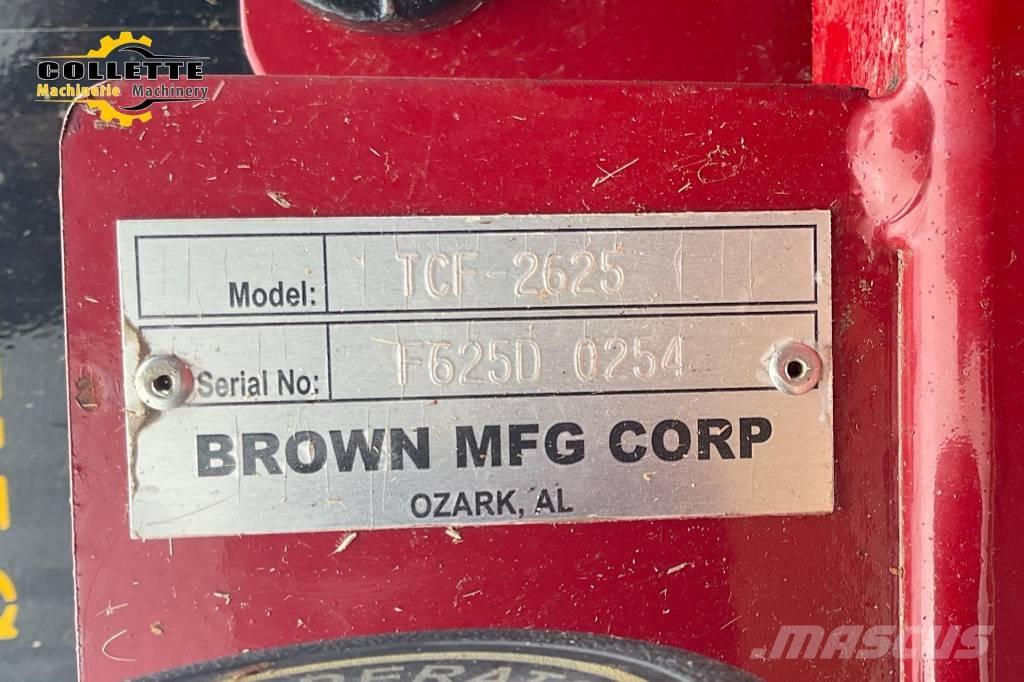 COLLETTE
Machinerie Machinery
Model: TCF-2625
Serial No: F625D 0254
BROWN MFG CORP
OZARK, AL
MASCUS